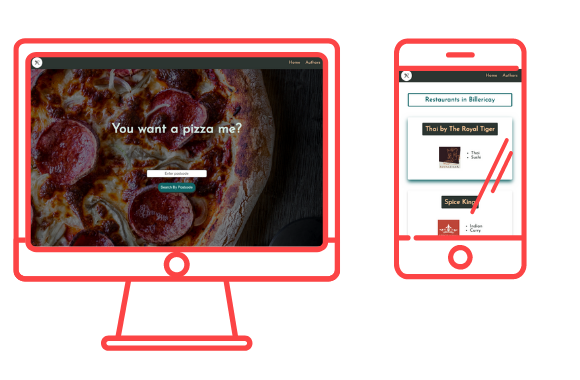 Home Authors
You want a pizza me?
Enter postcode
Search By Postcode
Home Authors
Restaurants in Billericay
Thai by The Royal Tiger
Thai
Sushi
Spice King
Indian
Curry